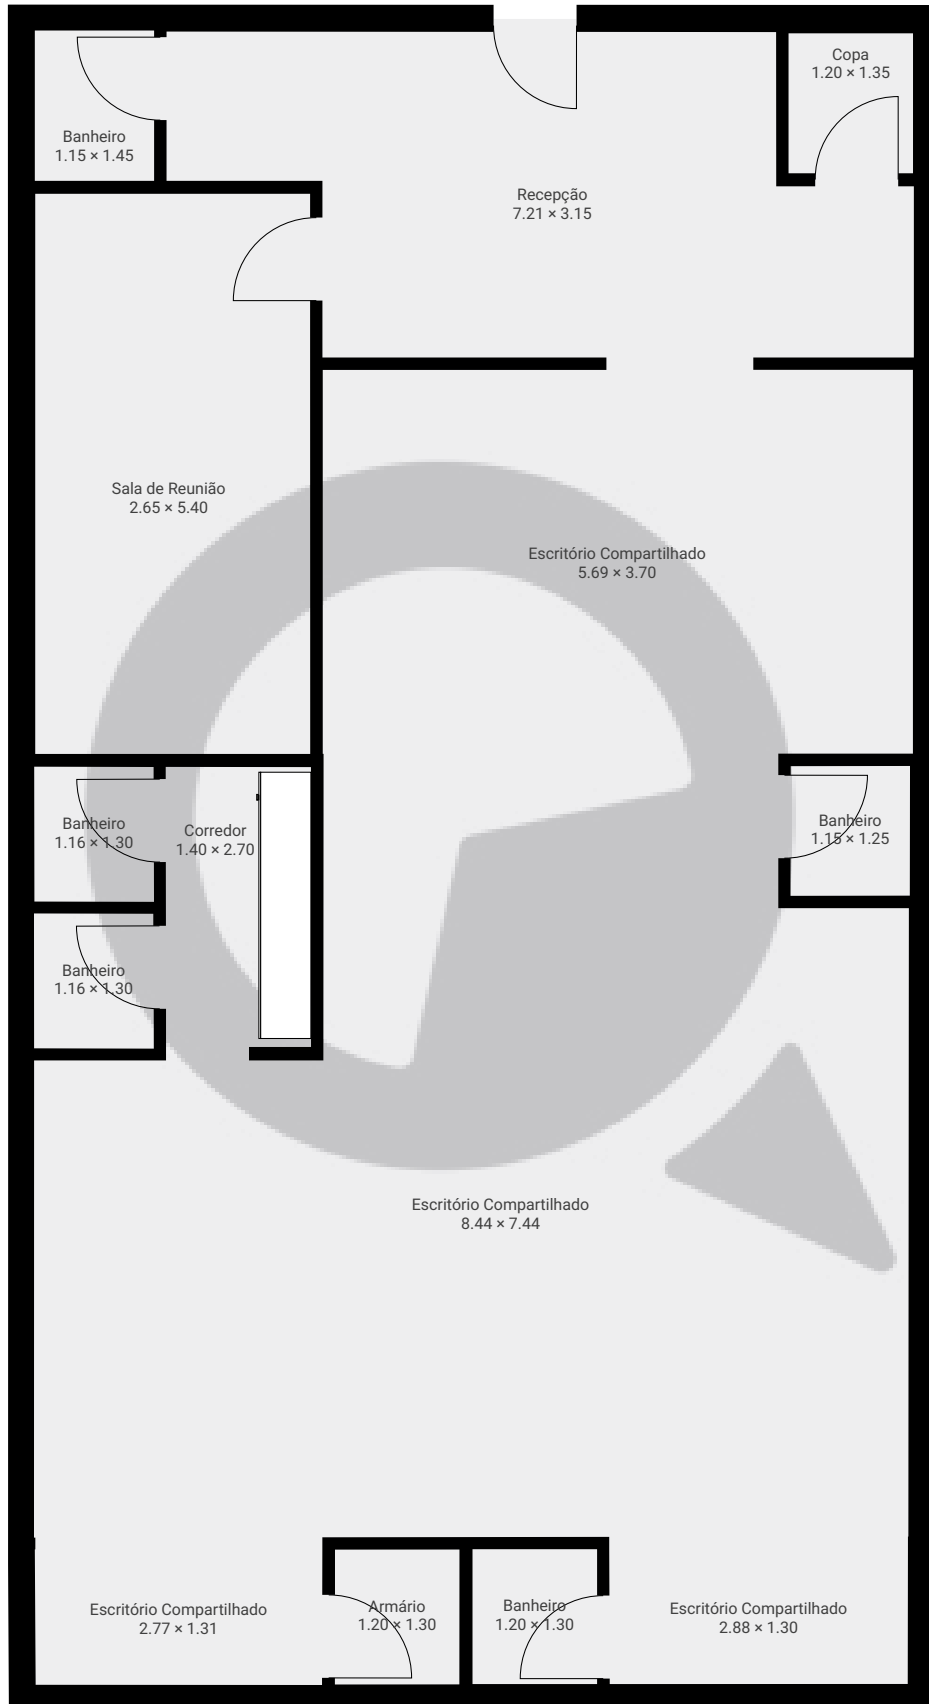 Copa
1.20 × 1.35
Banheiro
1.15 × 1.45
Recepção
7.21 × 3.15
Sala de Reunião
2.65 × 5.40
Escritório Compartilhado
5.69 × 3.70
Banheiro
1.16 × 1.30
Corredor
1.40 × 2.70
Banheiro
1.15 × 1.25
Banheiro
1.16 × 1.30
Escritório Compartilhado
8.44 × 7.44
Escritório Compartilhado
2.77 × 1.31
Armário
1.20 × 1.30
Banheiro
1.20 × 1.30
Escritório Compartilhado
2.88 × 1.30